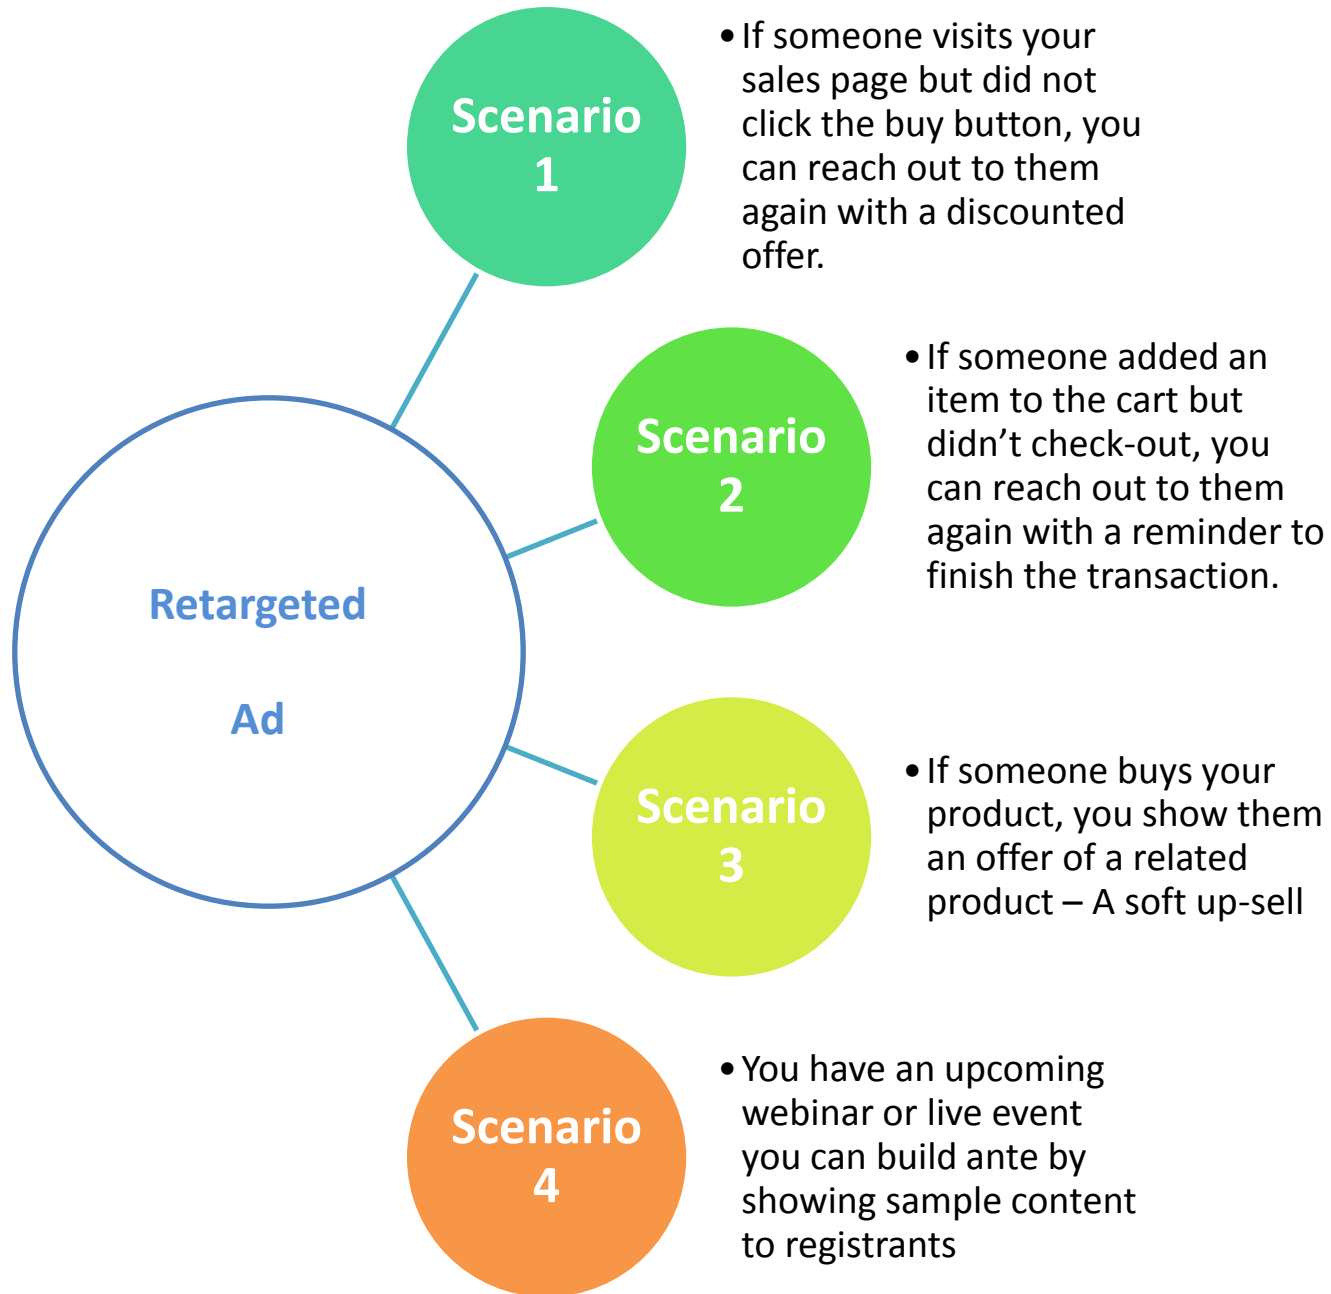 Retargeted
Ad
Scenario
1
• If someone visits your
sales page but did not
click the buy button, you
can reach out to them
again with a discounted
offer.
Scenario
2
• If someone added an
item to the cart but
didn’t check-out, you
can reach out to them
again with a reminder to
finish the transaction.
Scenario
3
• If someone buys your
product, you show them
an offer of a related
product – A soft up-sell
Scenario
4
• You have an upcoming
webinar or live event
you can build ante by
showing sample content
to registrants